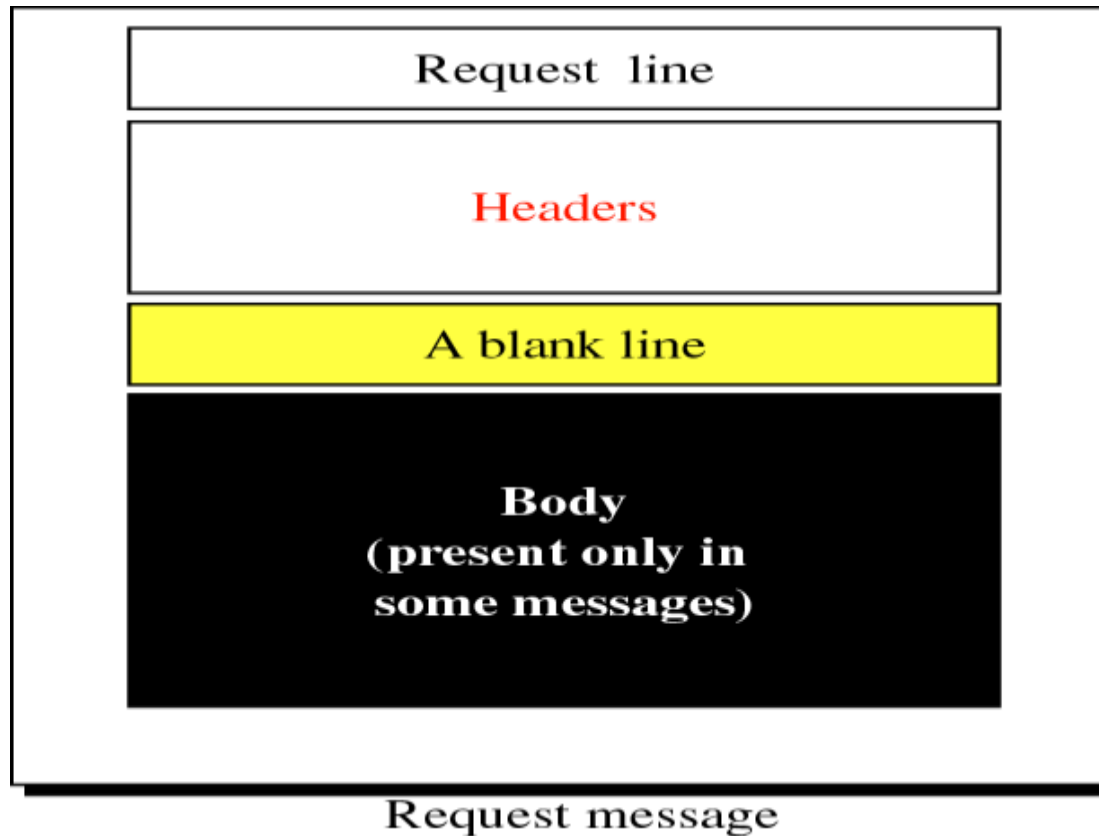 Request line
Headers
A blank line
Body
(present only in
some messages)
Request message